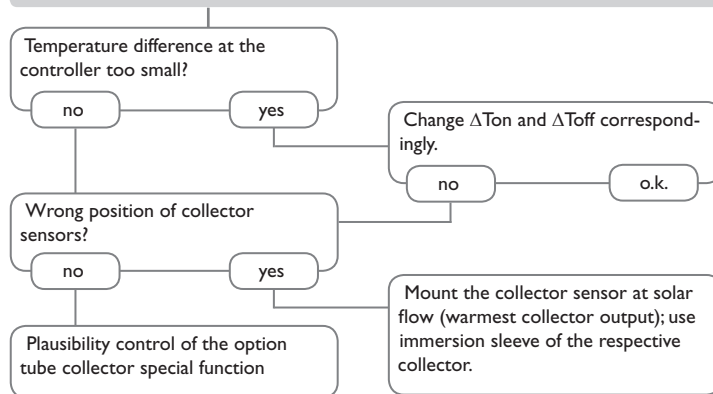 Temperature difference at the
controller too small?
no
yes
Change ΔTon and ΔToff correspond-
ingly.
no
o.k.
Wrong position of collector
sensors?
no
yes
Mount the collector sensor at solar
flow (warmest collector output); use
immersion sleeve of the respective
collector.
Plausibility control of the option
tube collector special function